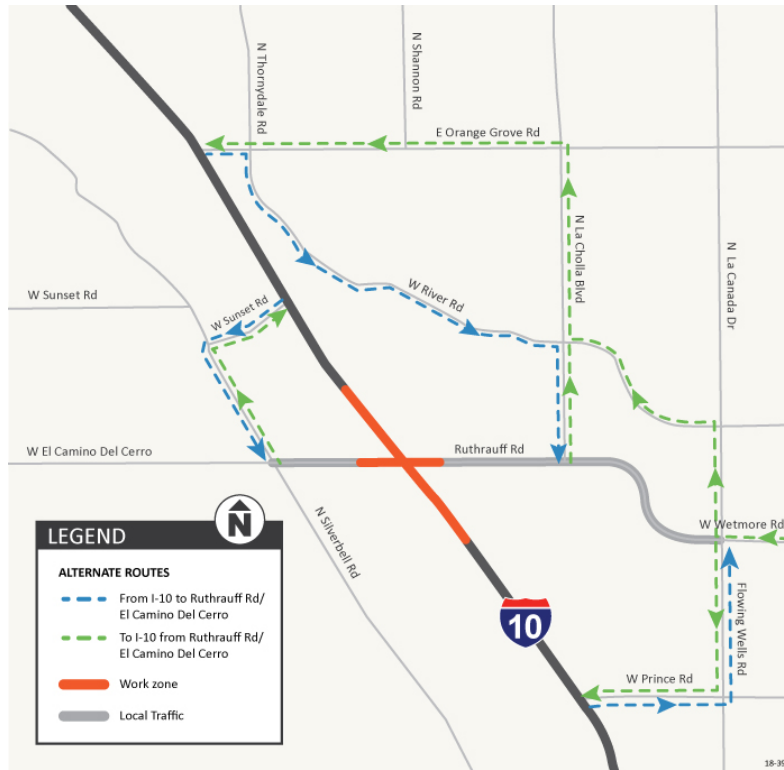 N Thornydale Rd
N Shannon Rd
E Orange Grove Rd
N La Cholla Blvd
N La Canada Dr
W River Rd
W Sunset Rd
W Sunset Rd
W El Camino Del Cerro
Ruthrauff Rd
W Wetmore Rd
N Silverbell Rd
Flowing Wells Rd
W Prince Rd
10
N
LEGEND
ALTERNATE ROUTES
From I-10 to Ruthrauff Rd/
El Camino Del Cerro
To I-10 from Ruthrauff Rd/
El Camino Del Cerro
Work zone
Local Traffic